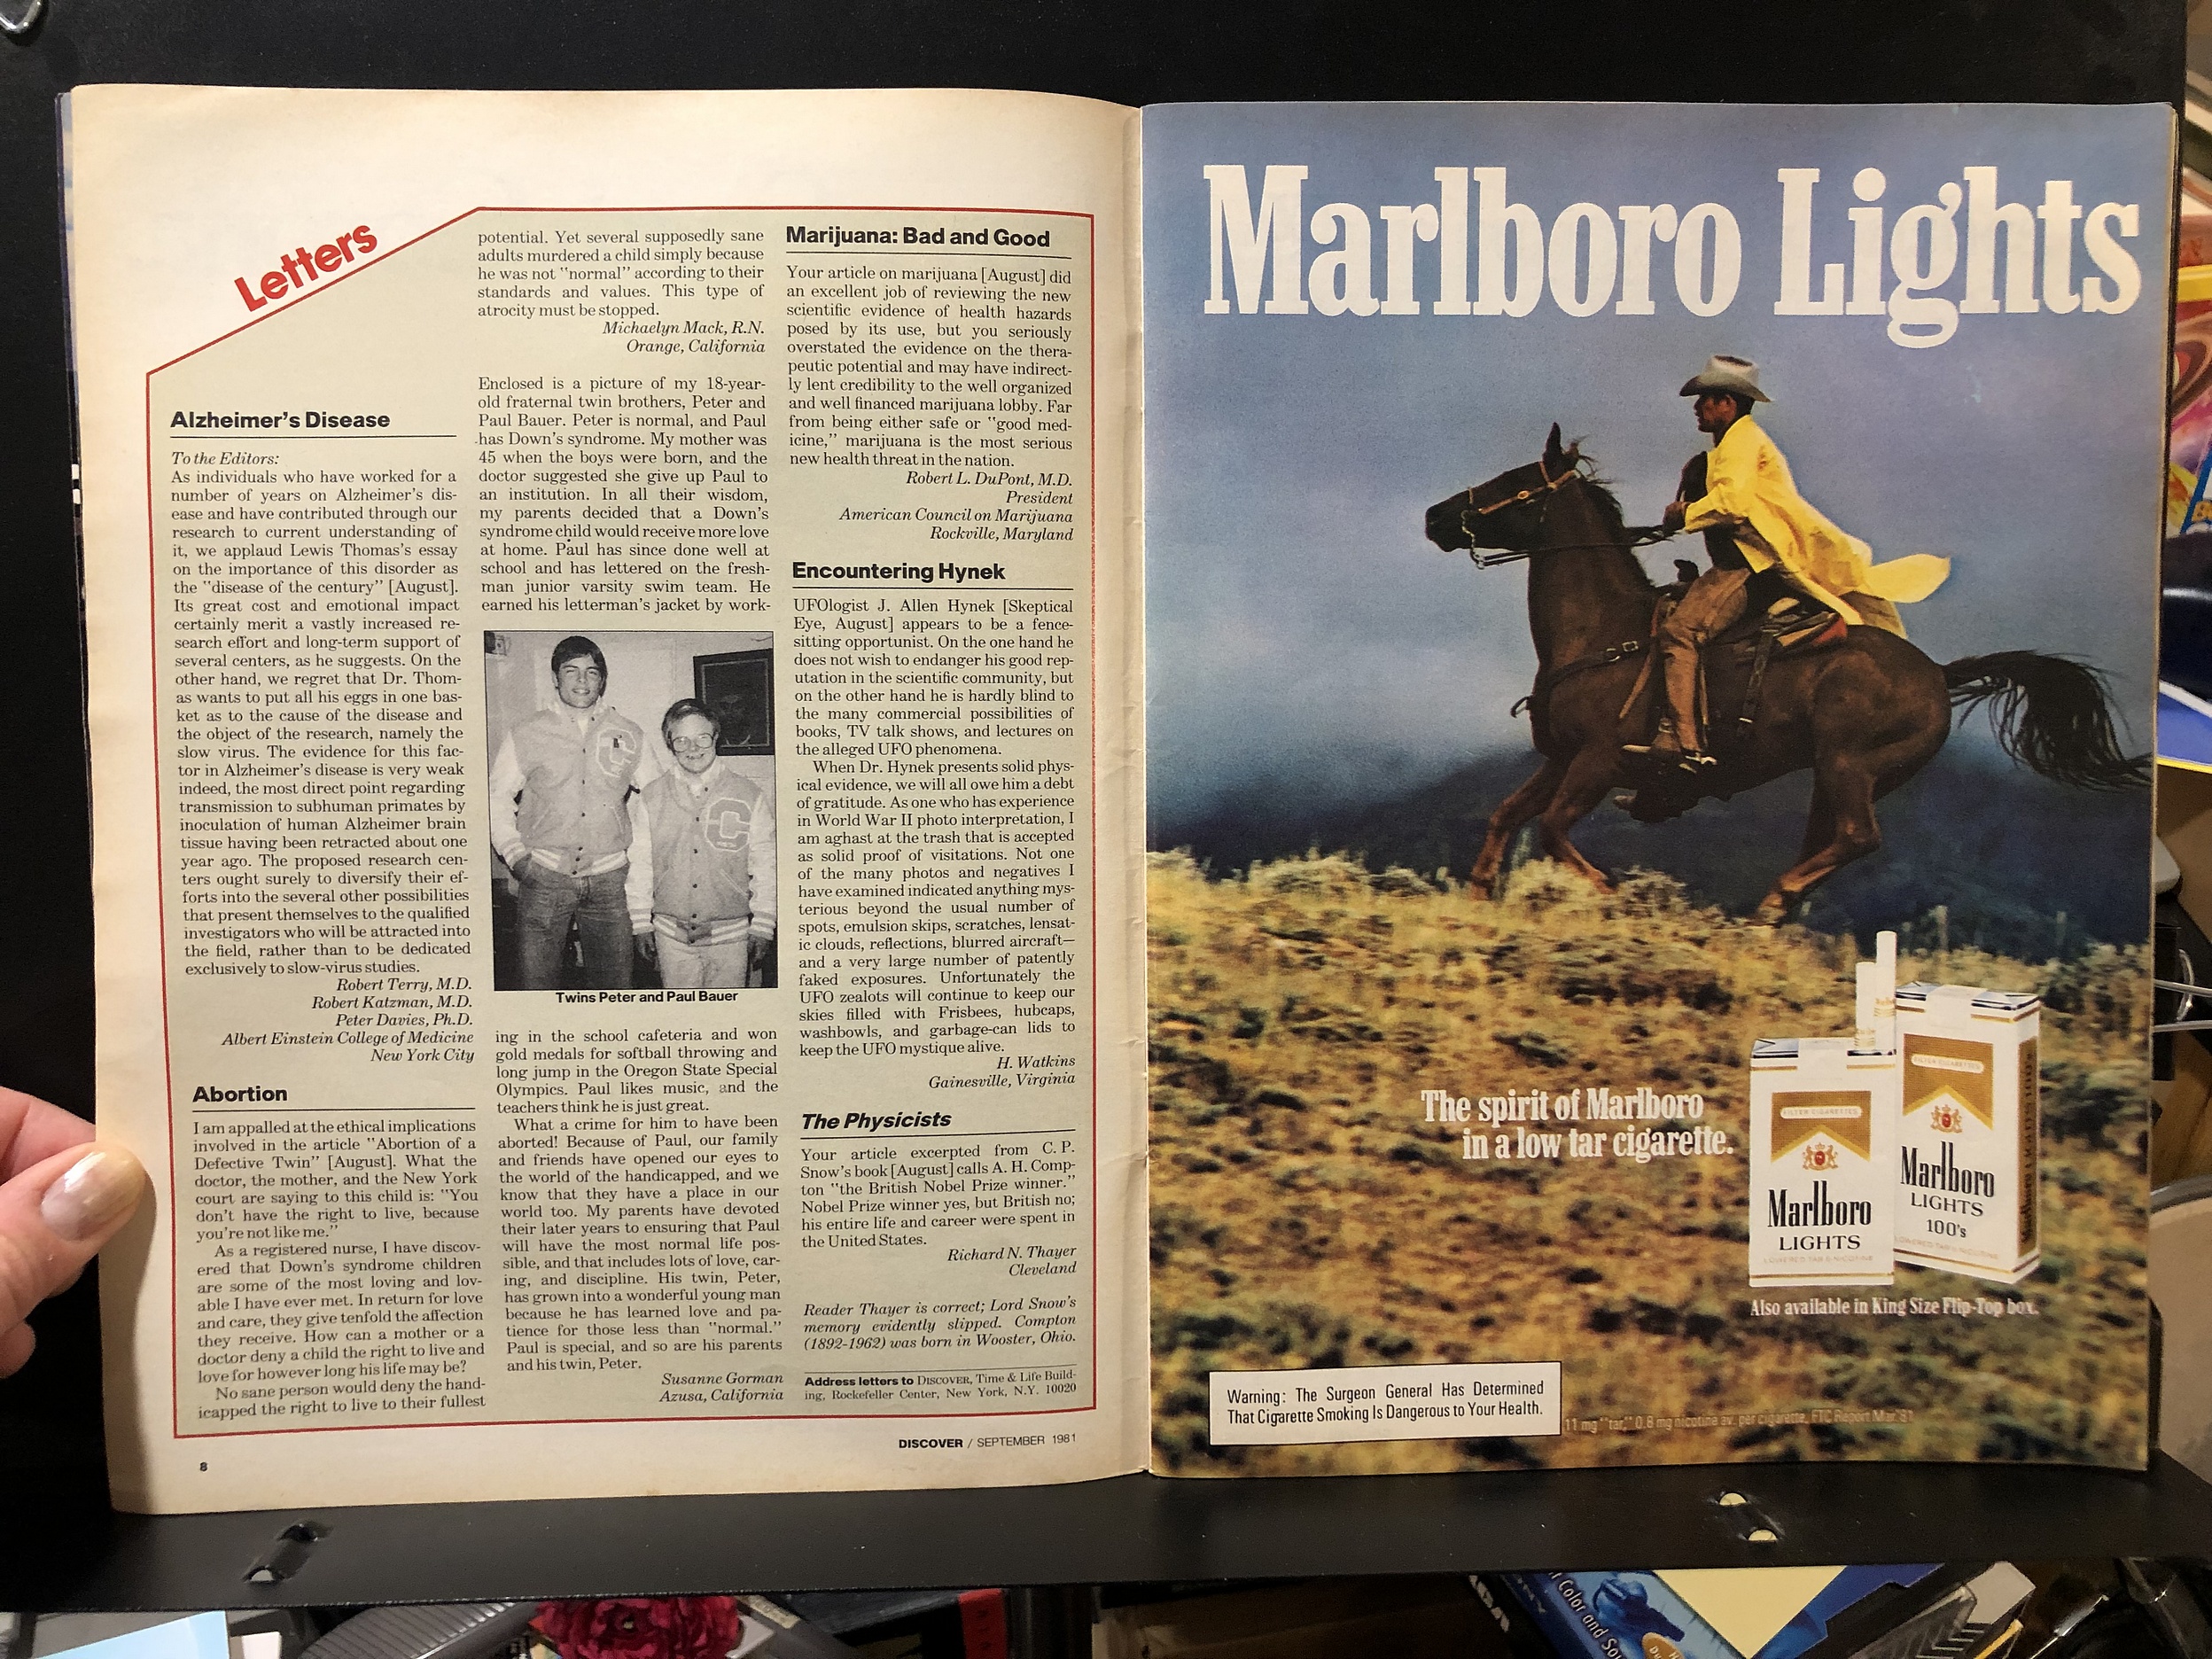 Letters
Alzheimer's Disease
To the Editors:
As individuals who have worked for a
number of years on Alzheimer's dis-
ease and have contributed through our
research to current understanding of
it, we applaud Lewis Thomas's essay
on the importance of this disorder as
the "disease of the century" [August].
Its great cost and emotional impact
certainly merit a vastly increased re-
search effort and long-term support of
several centers, as he suggests. On the
other hand, we regret that Dr. Thom-
as wants to put all his eggs in one bas-
ket as to the cause of the disease and
the object of the research, namely the
slow virus. The evidence for this fac-
tor in Alzheimer's disease is very weak
indeed, the most direct point regarding
transmission to subhuman primates by
inoculation of human Alzheimer brain
tissue having been retracted about one
year ago. The proposed research cen-
ters ought surely to diversify their ef-
forts into the several other possibilities
that present themselves to the qualified
investigators who will be attracted into
the field, rather than to be dedicated
exclusively to slow-virus studies.
Robert Terry, M.D.
Robert Katzman, M.D.
Peter Davies, Ph.D.
Albert Einstein College of Medicine
New York City
Abortion
I am appalled at the ethical implications
involved in the article "Abortion of a
Defective Twin" [August]. What the
doctor, the mother, and the New York
court are saying to this child is: "You
don't have the right to live, because
you're not like me."
As a registered nurse, I have discov-
ered that Down's syndrome children
are some of the most loving and lov-
able I have ever met. In return for love
and care, they give tenfold the affection
they receive. How can a mother or a
doctor deny a child the right to live and
love for however long his life may be?
No sane person would deny the hand-
icapped the right to live to their fullest
potential. Yet several supposedly sane
adults murdered a child simply because
he was not "normal" according to their
standards and values. This type of
atrocity must be stopped.
Michaelyn Mack, R.N.
Orange, California
Enclosed is a picture of my 18-year-
old fraternal twin brothers, Peter and
Paul Bauer. Peter is normal, and Paul
has Down's syndrome. My mother was
45 when the boys were born, and the
doctor suggested she give up Paul to
an institution. In all their wisdom,
my parents decided that a Down's
syndrome child would receive more love
at home. Paul has since done well at
school and has lettered on the fresh-
man junior varsity swim team. He
earned his letterman's jacket by work-
C
C
Twins Peter and Paul Bauer
ing in the school cafeteria and won
gold medals for softball throwing and
long jump in the Oregon State Special
Olympics. Paul likes music, and the
teachers think he is just great.
What a crime for him to have been
aborted! Because of Paul, our family
and friends have opened our eyes to
the world of the handicapped, and we
know that they have a place in our
world too. My parents have devoted
their later years to ensuring that Paul
will have the most normal life pos-
sible, and that includes lots of love, car-
ing, and discipline. His twin, Peter,
has grown into a wonderful young man
because he has learned love and pa-
tience for those less than "normal."
Paul is special, and so are his parents
and his twin, Peter.
Susanne Gorman
Azusa, California
Marijuana: Bad and Good
Your article on marijuana [August] did
an excellent job of reviewing the new
scientific evidence of health hazards
posed by its use, but you seriously
overstated the evidence on the thera-
peutic potential and may have indirect-
ly lent credibility to the well organized
and well financed marijuana lobby. Far
from being either safe or "good med-
icine," marijuana is the most serious
new health threat in the nation.
Robert L. DuPont, M.D.
President
American Council on Marijuana
Rockville, Maryland
Encountering Hynek
UFOlogist J. Allen Hynek [Skeptical
Eye, August] appears to be a fence-
sitting opportunist. On the one hand he
does not wish to endanger his good rep-
utation in the scientific community, but
on the other hand he is hardly blind to
the many commercial possibilities of
books, TV talk shows, and lectures on
the alleged UFO phenomena.
When Dr. Hynek presents solid phys-
ical evidence, we will all owe him a debt
of gratitude. As one who has experience
in World War II photo interpretation, I
am aghast at the trash that is accepted
as solid proof of visitations. Not one
of the many photos and negatives I
have examined indicated anything mys-
terious beyond the usual number of
spots, emulsion skips, scratches, lensat-
ic clouds, reflections, blurred aircraft—
and a very large number of patently
faked exposures. Unfortunately the
UFO zealots will continue to keep our
skies filled with Frisbees, hubcaps,
washbowls, and garbage-can lids to
keep the UFO mystique alive.
H. Watkins
Gainesville, Virginia
The Physicists
Your article excerpted from C. P.
Snow's book [August] calls A. H. Comp-
ton "the British Nobel Prize winner."
Nobel Prize winner yes, but British no;
his entire life and career were spent in
the United States.
Richard N. Thayer
Cleveland
Reader Thayer is correct; Lord Snow's
memory evidently slipped. Compton
(1892-1962) was born in Wooster, Ohio.
Address letters to DISCOVER, Time & Life Build-
ing, Rockefeller Center, New York, N.Y. 10020
DISCOVER / SEPTEMBER 1981
8
Marlboro Lights
The spirit of Marlboro
in a low tar cigarette.
FILTER CIGARETTES
Marlboro
LIGHTS
LOWERED TAR & NICOTINE
FILTER CIGARETTES
Marlboro
LIGHTS
100's
LOWERED TAR & NICOTINE
Also available in King Size Flip-Top box.
Warning: The Surgeon General Has Determined
That Cigarette Smoking Is Dangerous to Your Health.
11 mg "tar," 0.8 mg nicotine av. per cigarette, FTC Report Mar.'81
Color and